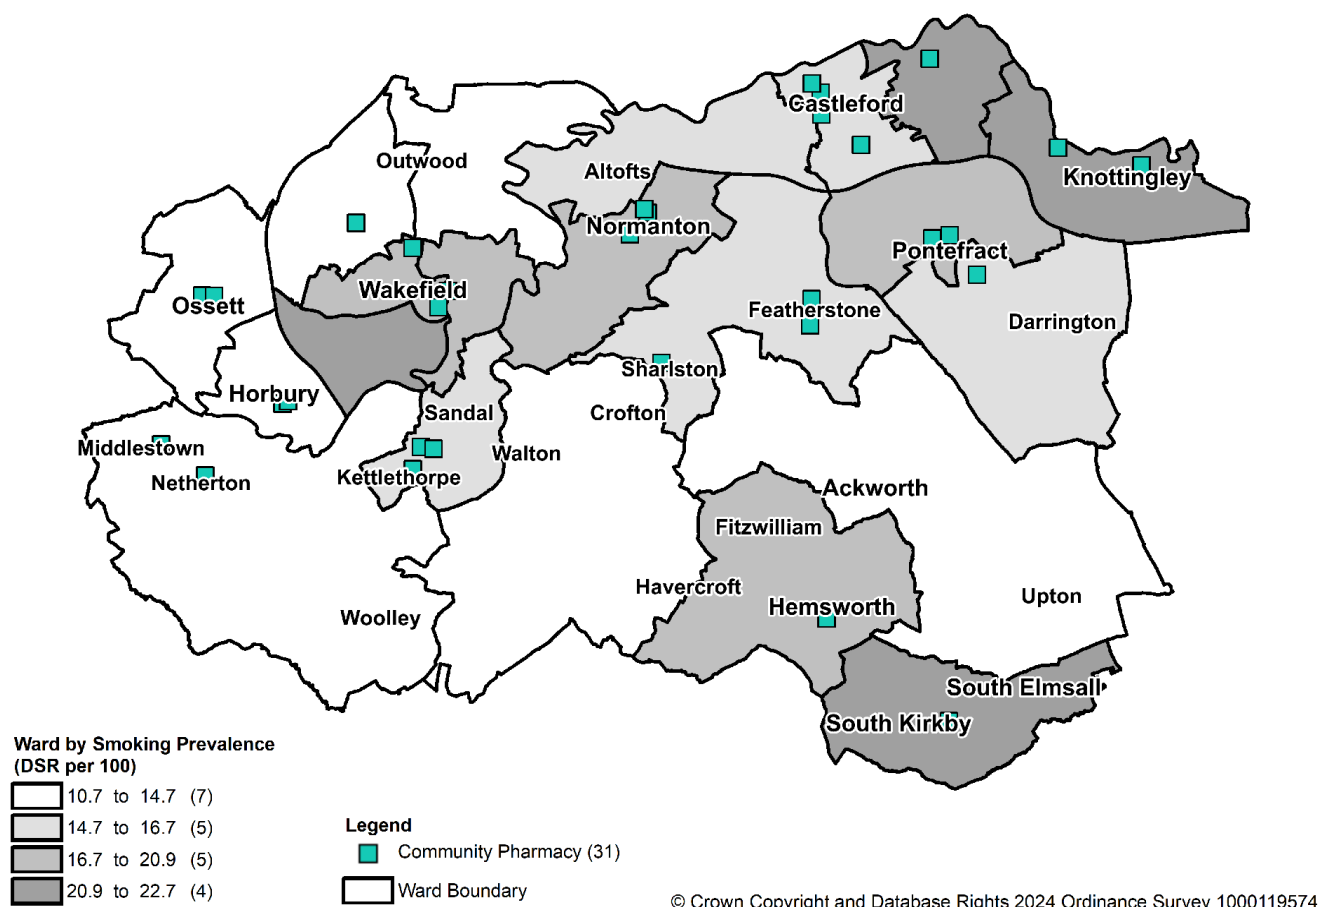 Castleford
Outwood
Altofts
Knottingley
Normanton
Pontefract
Wakefield
Ossett
Featherstone
Darrington
Sharlston
Horbury
Sandal
Crofton
Middlestown
Walton
Netherton
Kettlethorpe
Ackworth
Fitzwilliam
Havercroft
Hemsworth
Upton
Woolley
South Elmsall
South Kirkby
Ward by Smoking Prevalence
(DSR per 100)
10.7 to 14.7 (7)
14.7 to 16.7 (5)
16.7 to 20.9 (5)
20.9 to 22.7 (4)
Legend
Community Pharmacy (31)
Ward Boundary
© Crown Copyright and Database Rights 2024 Ordinance Survey 1000119574